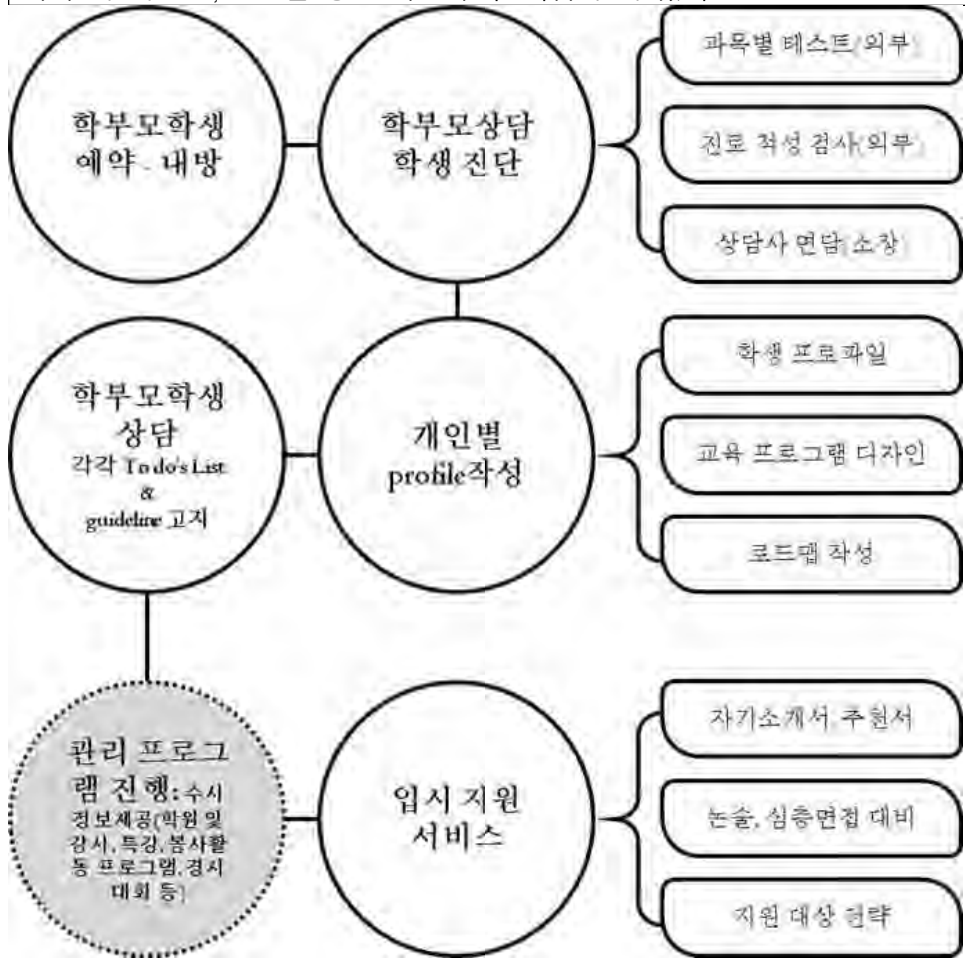 학부모학생
예약 - 내방
학부모상담
학생 진단
과목별 테스트(외부)
진로 적성 검사(외부)
상담사 면담(소장)
학부모학생
상담
각각 To do's List
&
guideline 고지
개인별
profile작성
학생 프로파일
교육 프로그램 디자인
로드맵 작성
관리 프로그
램 진행: 수시
정보제공(학원 및
강사, 특강, 봉사활
동 프로그램, 경시
대회 등)
입시 지원
서비스
자기소개서, 추천서
논술, 심층면접 대비
지원 대상 전략